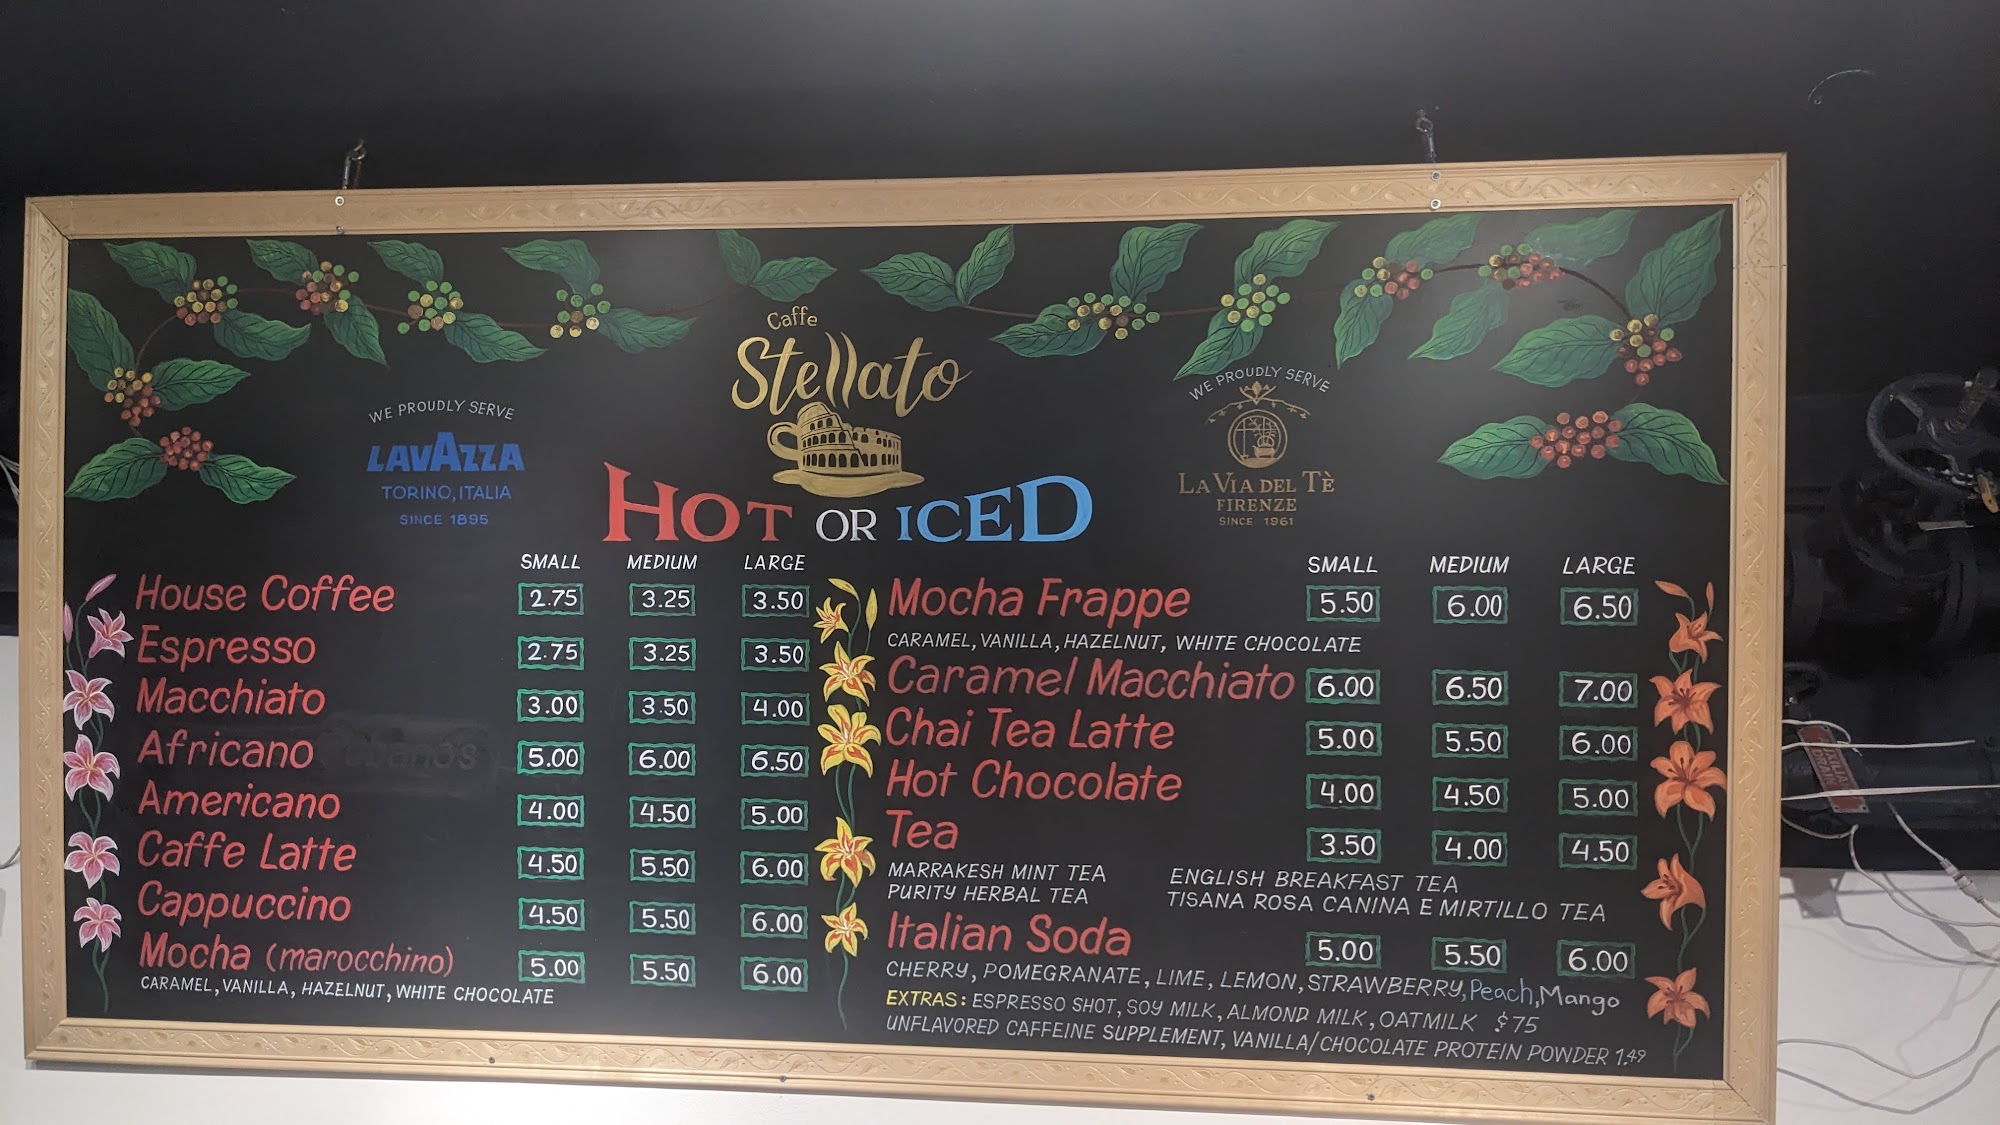 Caffe
Stellato
WE PROUDLY SERVE
LAVAZZA
TORINO, ITALIA
SINCE 1895
WE PROUDLY SERVE
LA VIA DEL TÈ
FIRENZE
SINCE 1961
HOT OR ICED
SMALL MEDIUM LARGE
House Coffee 2.75 3.25 3.50
Espresso 2.75 3.25 3.50
Macchiato 3.00 3.50 4.00
Africano 5.00 6.00 6.50
Americano 4.00 4.50 5.00
Caffe Latte 4.50 5.50 6.00
Cappuccino 4.50 5.50 6.00
Mocha (marocchino) 5.00 5.50 6.00
CARAMEL, VANILLA, HAZELNUT, WHITE CHOCOLATE
SMALL MEDIUM LARGE
Mocha Frappe 5.50 6.00 6.50
CARAMEL, VANILLA, HAZELNUT, WHITE CHOCOLATE
Caramel Macchiato 6.00 6.50 7.00
Chai Tea Latte 5.00 5.50 6.00
Hot Chocolate 4.00 4.50 5.00
Tea 3.50 4.00 4.50
MARRAKESH MINT TEA ENGLISH BREAKFAST TEA
PURITY HERBAL TEA TISANA ROSA CANINA E MIRTILLO TEA
Italian Soda 5.00 5.50 6.00
CHERRY, POMEGRANATE, LIME, LEMON, STRAWBERRY, Peach, Mango
EXTRAS: ESPRESSO SHOT, SOY MILK, ALMOND MILK, OATMILK $75
UNFLAVORED CAFFEINE SUPPLEMENT, VANILLA/CHOCOLATE PROTEIN POWDER 1.49